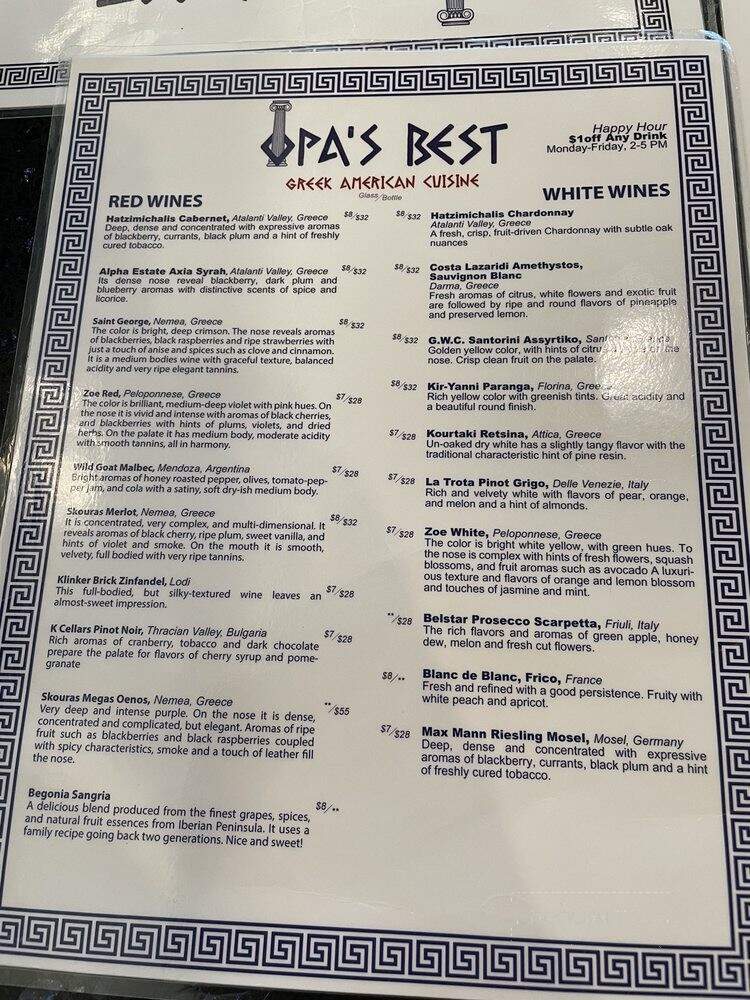 OPA'S BEST
GREEK AMERICAN CUISINE
Glass/Bottle
Happy Hour
$1off Any Drink
Monday-Friday, 2-5 PM
RED WINES
Hatzimichalis Cabernet, Atalanti Valley, Greece $8/$32
Deep, dense and concentrated with expressive aromas
of blackberry, currants, black plum and a hint of freshly
cured tobacco.
Alpha Estate Axia Syrah, Atalanti Valley, Greece $8/$32
Its dense nose reveal blackberry, dark plum and
blueberry aromas with distinctive scents of spice and
licorice.
Saint George, Nemea, Greece $8/$32
The color is bright, deep crimson. The nose reveals aromas
of blackberries, black raspberries and ripe strawberries with
just a touch of anise and spices such as clove and cinnamon.
It is a medium bodies wine with graceful texture, balanced
acidity and very ripe elegant tannins.
Zoe Red, Peloponnese, Greece $7/$28
The color is brilliant, medium-deep violet with pink hues. On
the nose it is vivid and intense with aromas of black cherries,
and blackberries with hints of plums, violets, and dried
herbs. On the palate it has medium body, moderate acidity
with smooth tannins, all in harmony.
Wild Goat Malbec, Mendoza, Argentina $7/$28
Bright aromas of honey roasted pepper, olives, tomato-pep-
per jam, and cola with a satiny, soft dry-ish medium body.
Skouras Merlot, Nemea, Greece $8/$32
It is concentrated, very complex, and multi-dimensional. It
reveals aromas of black cherry, ripe plum, sweet vanilla, and
hints of violet and smoke. On the mouth it is smooth,
velvety, full bodied with very ripe tannins.
Klinker Brick Zinfandel, Lodi $7/$28
This full-bodied, but silky-textured wine leaves an
almost-sweet impression.
K Cellars Pinot Noir, Thracian Valley, Bulgaria $7/$28
Rich aromas of cranberry, tobacco and dark chocolate
prepare the palate for flavors of cherry syrup and pome-
granate
Skouras Megas Oenos, Nemea, Greece **/$55
Very deep and intense purple. On the nose it is dense,
concentrated and complicated, but elegant. Aromas of ripe
fruit such as blackberries and black raspberries coupled
with spicy characteristics, smoke and a touch of leather fill
the nose.
Begonia Sangria $8/**
A delicious blend produced from the finest grapes, spices,
and natural fruit essences from Iberian Peninsula. It uses a
family recipe going back two generations. Nice and sweet!
WHITE WINES
$8/$32 Hatzimichalis Chardonnay
Atalanti Valley, Greece
A fresh, crisp, fruit-driven Chardonnay with subtle oak
nuances
$8/$32 Costa Lazaridi Amethystos,
Sauvignon Blanc
Darma, Greece
Fresh aromas of citrus, white flowers and exotic fruit
are followed by ripe and round flavors of pineapple
and preserved lemon.
$8/$32 G.W.C. Santorini Assyrtiko,
Golden yellow color, with hints of citrus the
nose. Crisp clean fruit on the palate.
$8/$32 Kir-Yanni Paranga, Florina, Greece
Rich yellow color with greenish tints. Great acidity and
a beautiful round finish.
$7/$28 Kourtaki Retsina, Attica, Greece
Un-oaked dry white has a slightly tangy flavor with the
traditional characteristic hint of pine resin.
$7/$28 La Trota Pinot Grigo, Delle Venezie, Italy
Rich and velvety white with flavors of pear, orange,
and melon and a hint of almonds.
$7/$28 Zoe White, Peloponnese, Greece
The color is bright white yellow, with green hues. To
the nose is complex with hints of fresh flowers, squash
blossoms, and fruit aromas such as avocado A luxuri-
ous texture and flavors of orange and lemon blossom
and touches of jasmine and mint.
**/$28 Belstar Prosecco Scarpetta, Friuli, Italy
The rich flavors and aromas of green apple, honey
dew, melon and fresh cut flowers.
$8/** Blanc de Blanc, Frico, France
Fresh and refined with a good persistence. Fruity with
white peach and apricot.
$7/$28 Max Mann Riesling Mosel, Mosel, Germany
Deep, dense and concentrated with expressive
aromas of blackberry, currants, black plum and a hint
of freshly cured tobacco.